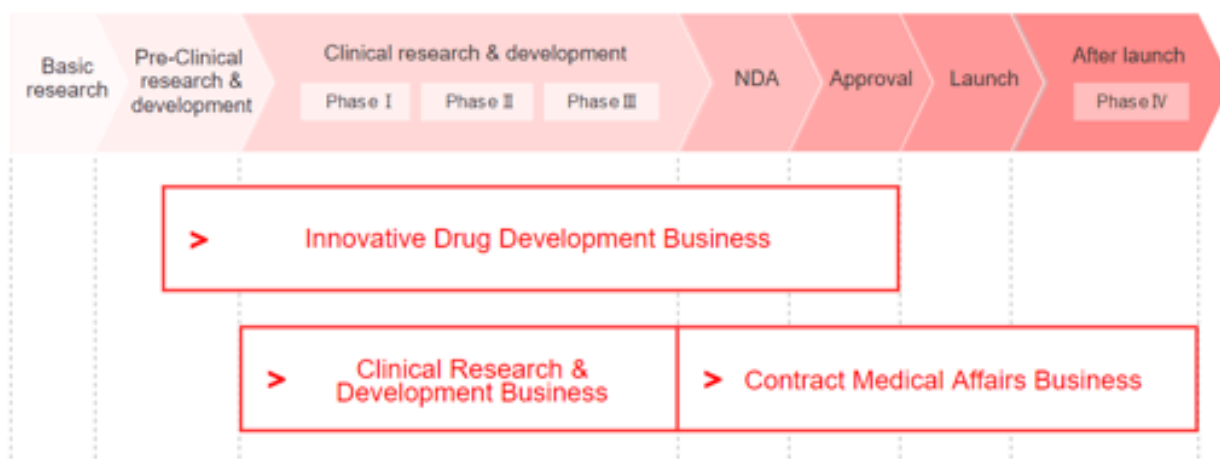 Basic
research
Pre-Clinical
research &
development
Clinical research & development
Phase Ⅰ
Phase Ⅱ
Phase Ⅲ
NDA
Approval
Launch
After launch
Phase Ⅳ
> Innovative Drug Development Business
> Clinical Research &
Development Business
> Contract Medical Affairs Business